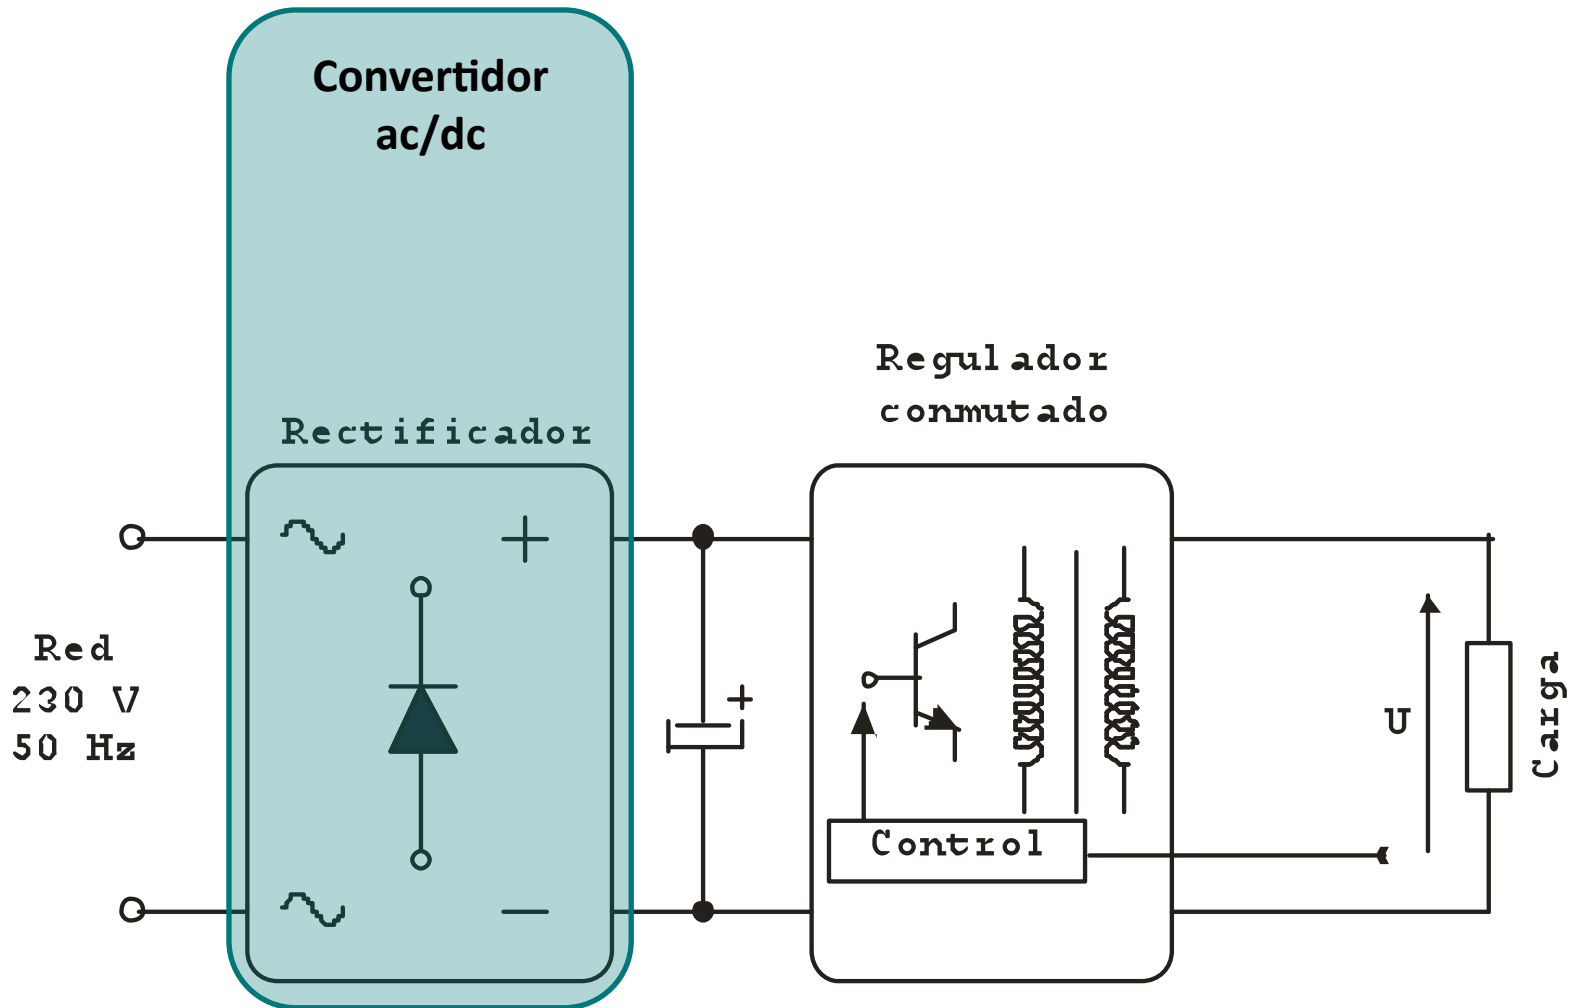 Convertidor
ac/dc
Regulador
conmutado
Rectificador
+
Red
230 V
50 Hz
+
U
Carga
Control
−